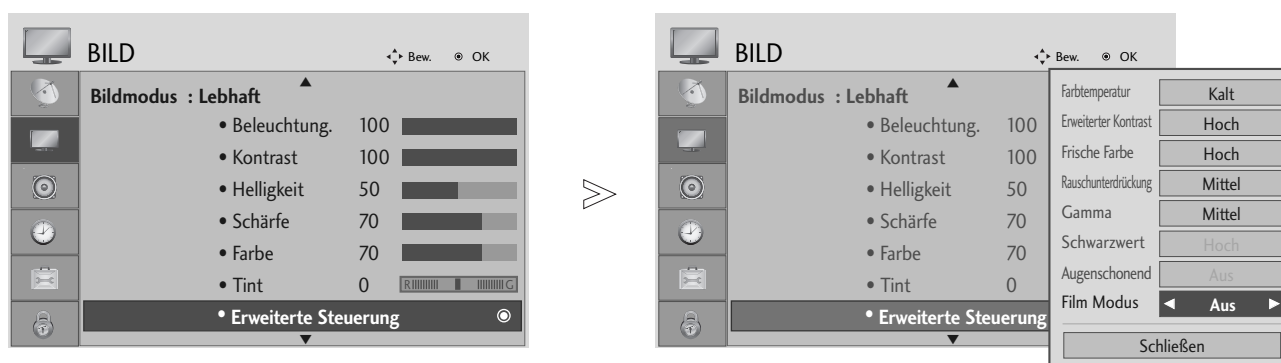 BILD
Bew. OK
Bildmodus : Lebhaft
• Beleuchtung. 100
• Kontrast 100
• Helligkeit 50
• Schärfe 70
• Farbe 70
• Tint 0 R G
• Erweiterte Steuerung
BILD
Bew. OK
Bildmodus : Lebhaft
• Beleuchtung. 100
• Kontrast 100
• Helligkeit 50
• Schärfe 70
• Farbe 70
• Tint 0
• Erweiterte Steuerung
Farbtemperatur Kalt
Erweiterter Kontrast Hoch
Frische Farbe Hoch
Rauschunterdrückung Mittel
Gamma Mittel
Schwarzwert Hoch
Augenschonend Aus
Film Modus ◄ Aus ►
Schließen